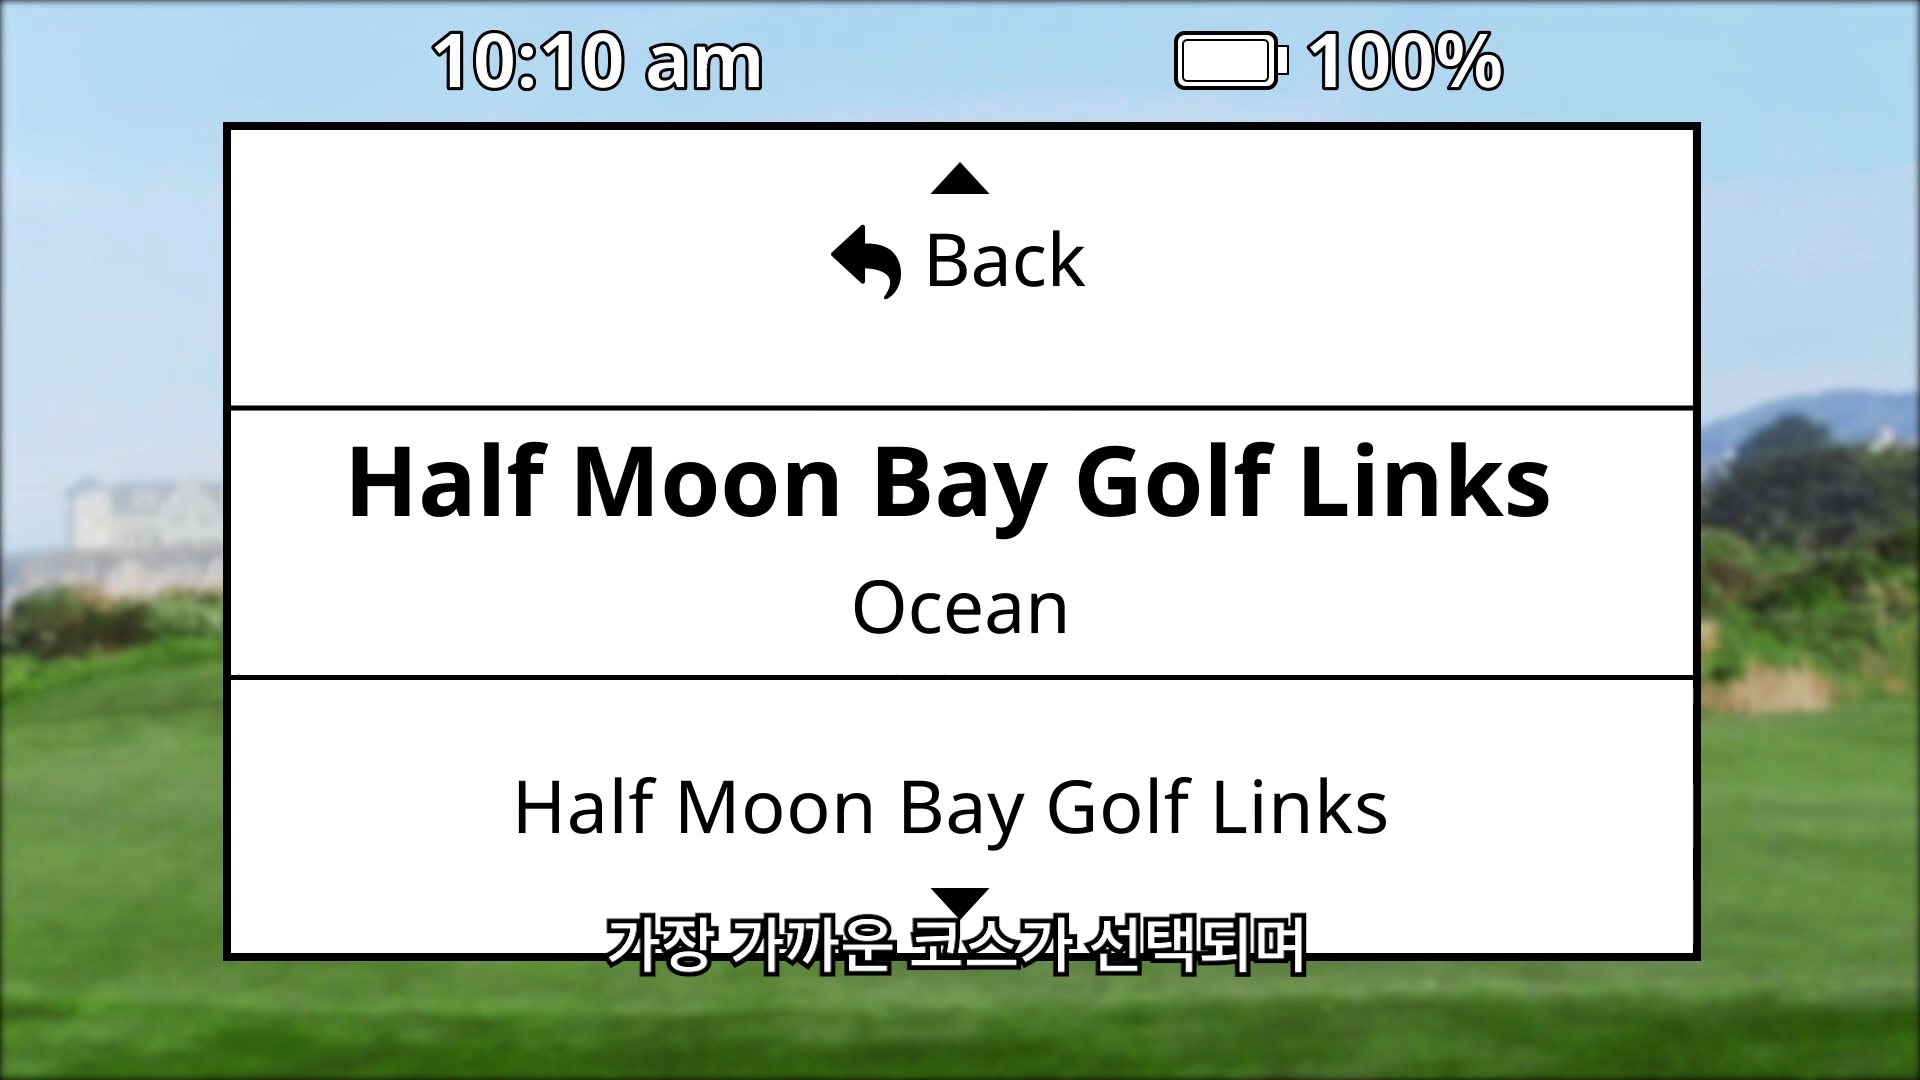 10:10 am
100%
Back
Half Moon Bay Golf Links
Ocean
Half Moon Bay Golf Links
가장 가까운 코스가 선택되며